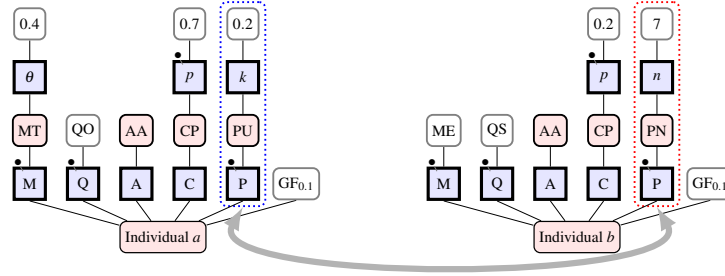 0.4 0.7 0.2 0.2 7
θ p k p n
MT QO AA CP PU ME QS AA CP PN
M Q A C P GF0.1 M Q A C P GF0.1
Individual a Individual b